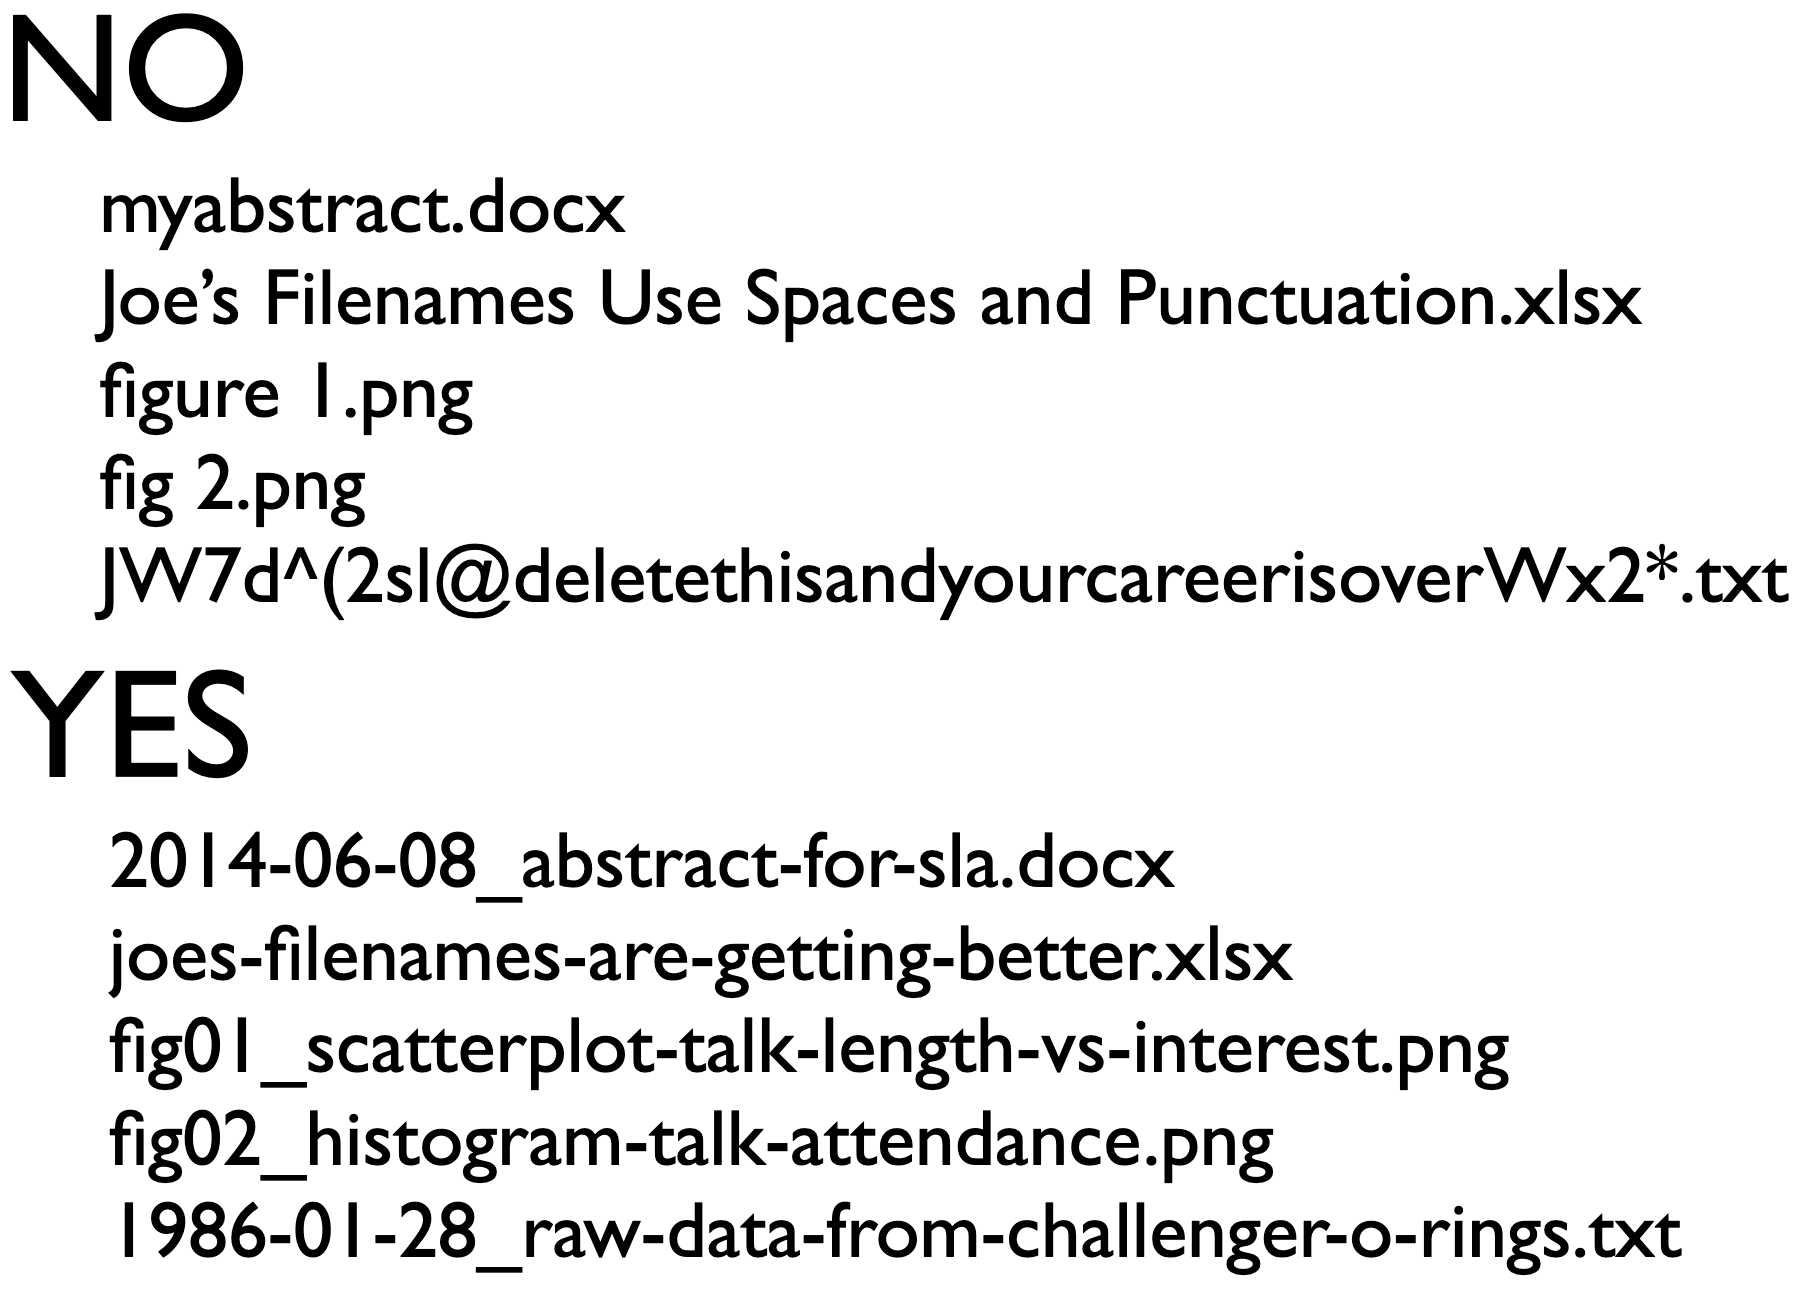 NO
myabstract.docx
Joe’s Filenames Use Spaces and Punctuation.xlsx
figure 1.png
fig 2.png
JW7d^(2sl@deletethisandyourcareerisoverWx2*.txt
YES
2014-06-08_abstract-for-sla.docx
joes-filenames-are-getting-better.xlsx
fig01_scatterplot-talk-length-vs-interest.png
fig02_histogram-talk-attendance.png
1986-01-28_raw-data-from-challenger-o-rings.txt